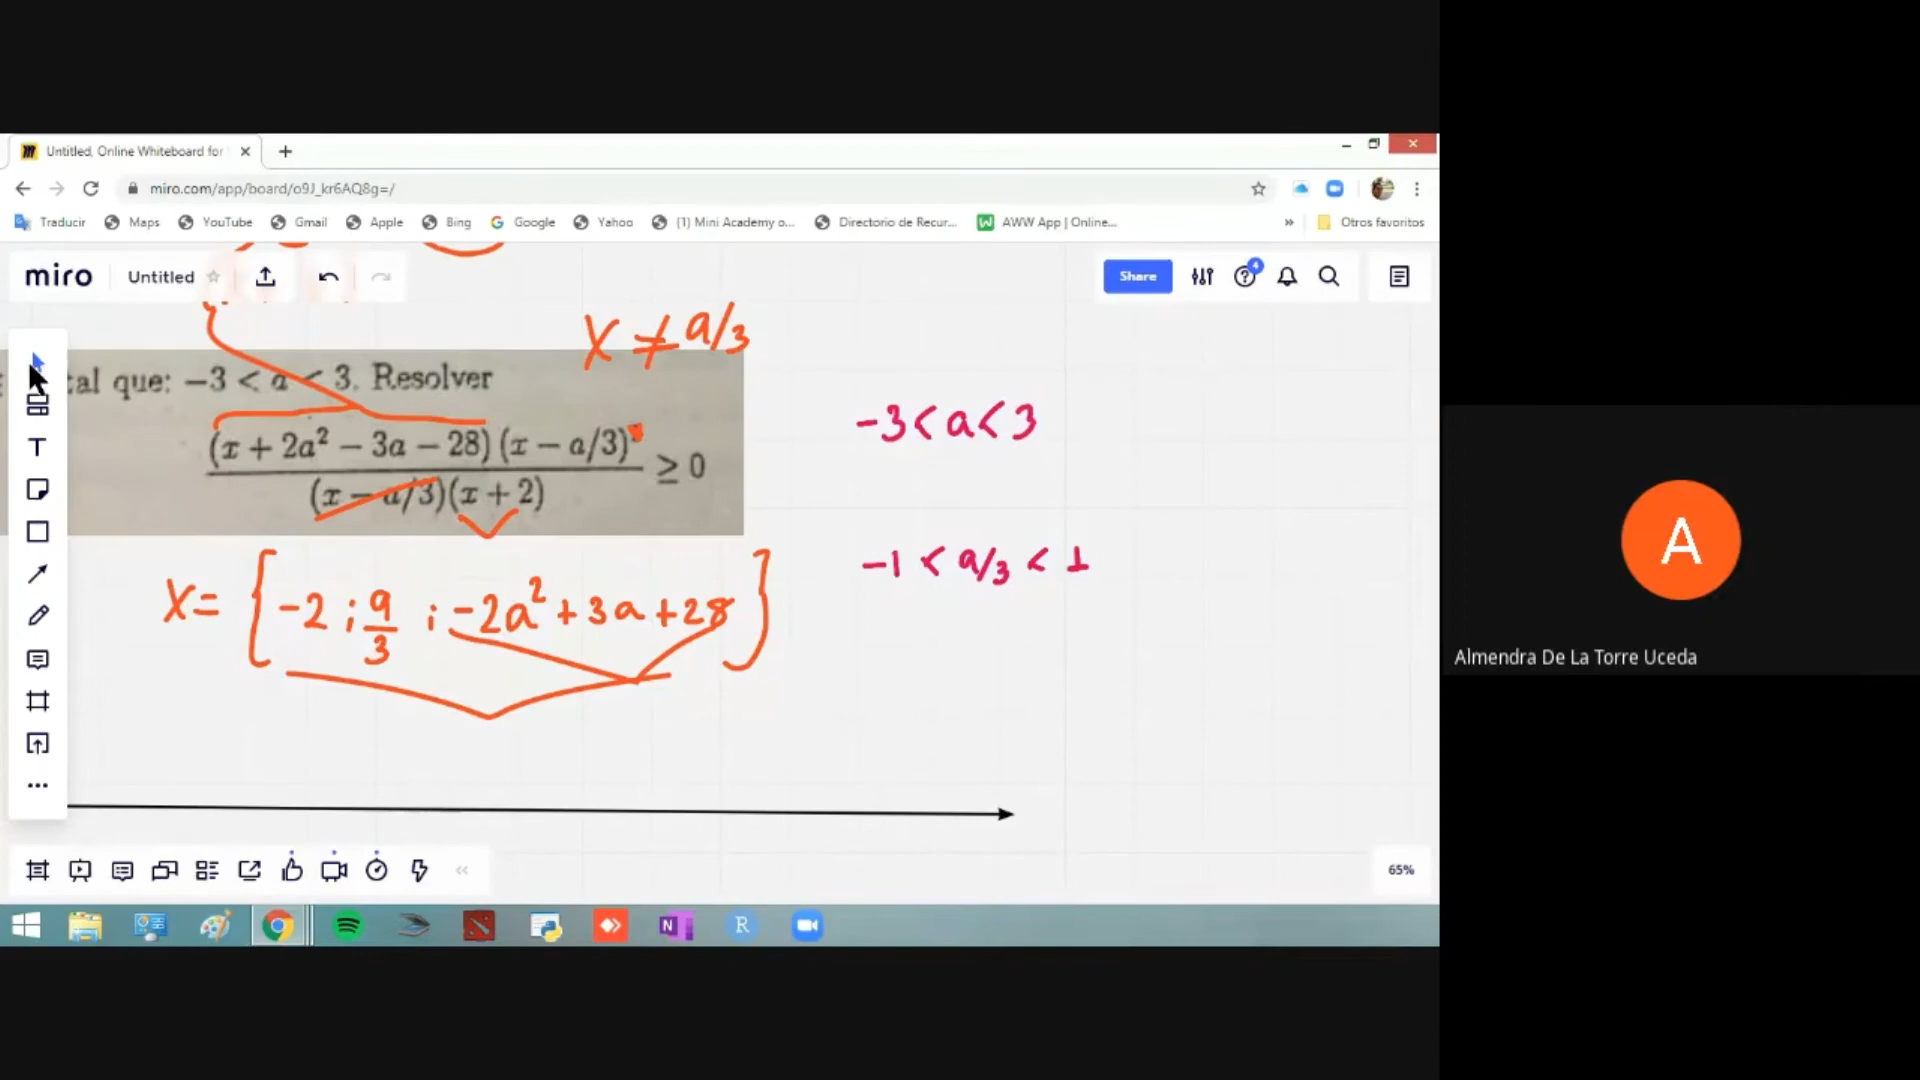 Untitled, Online Whiteboard for
miro.com/app/board/o9J_kr6AQ8g=/
Traducir Maps YouTube Gmail Apple Bing Google Yahoo (1) Mini Academy o... Directorio de Recur... AWW App | Online... » Otros favoritos
miro Untitled Share 4
x ≠ a/3
tal que: −3 < a < 3. Resolver
(x + 2a² − 3a − 28) (x − a/3)
≥ 0
(x − a/3)(x + 2)
-3 < a < 3
-1 < a/3 < 1
x = { -2 ; a/3 ; -2a² + 3a + 28 }
65%
A
Almendra De La Torre Uceda